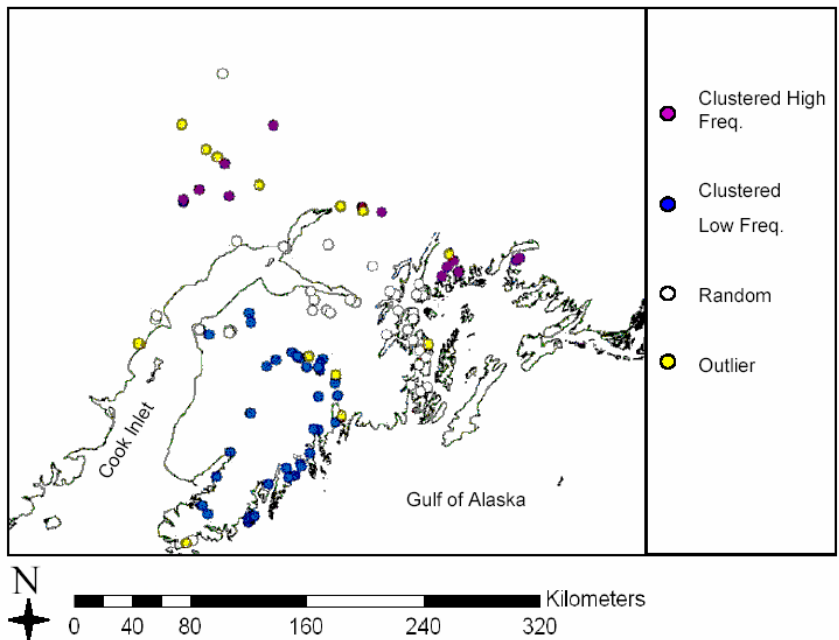 Clustered High
Freq.
Clustered
Low Freq.
Random
Outlier
Cook Inlet
Gulf of Alaska
N
Kilometers
0 40 80 160 240 320